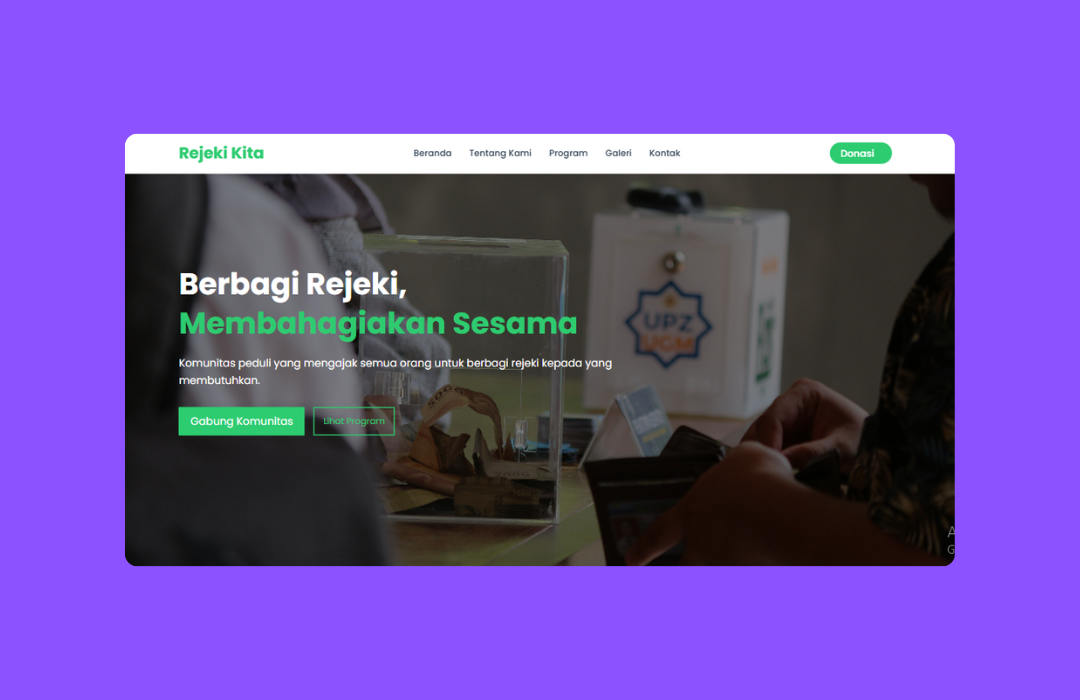 Rejeki Kita
Beranda Tentang Kami Program Galeri Kontak
Donasi
Berbagi Rejeki,
Membahagiakan Sesama
Komunitas peduli yang mengajak semua orang untuk berbagi rejeki kepada yang
membutuhkan.
Gabung Komunitas
Lihat Program
UPZ
UGM